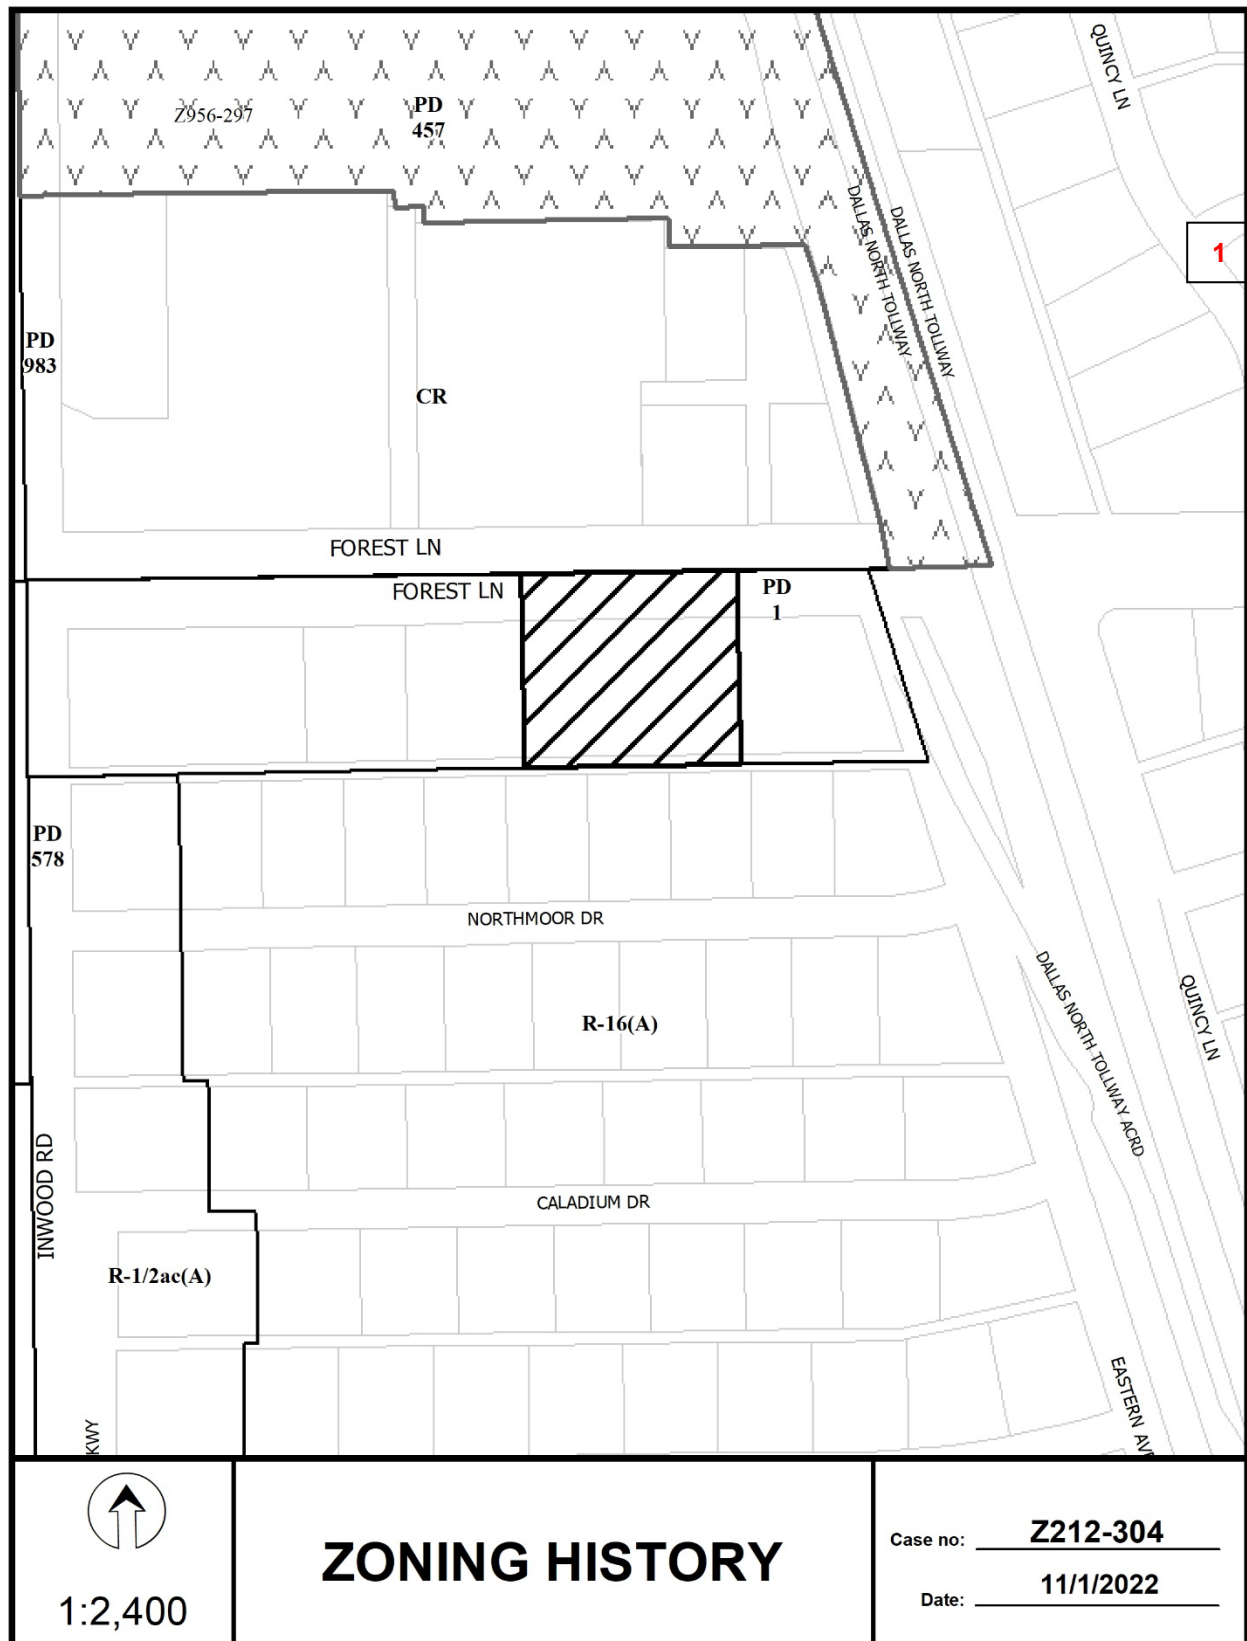 QUINCY LN
Z956-297
PD
457
DALLAS NORTH TOLLWAY
DALLAS NORTH TOLLWAY
1
PD
983
CR
FOREST LN
FOREST LN
PD
1
PD
578
NORTHMOOR DR
R-16(A)
DALLAS NORTH TOLLWAY ACRD
QUINCY LN
INWOOD RD
CALADIUM DR
R-1/2ac(A)
EASTERN AVE
KWY
1:2,400
ZONING HISTORY
Case no: Z212-304
Date: 11/1/2022